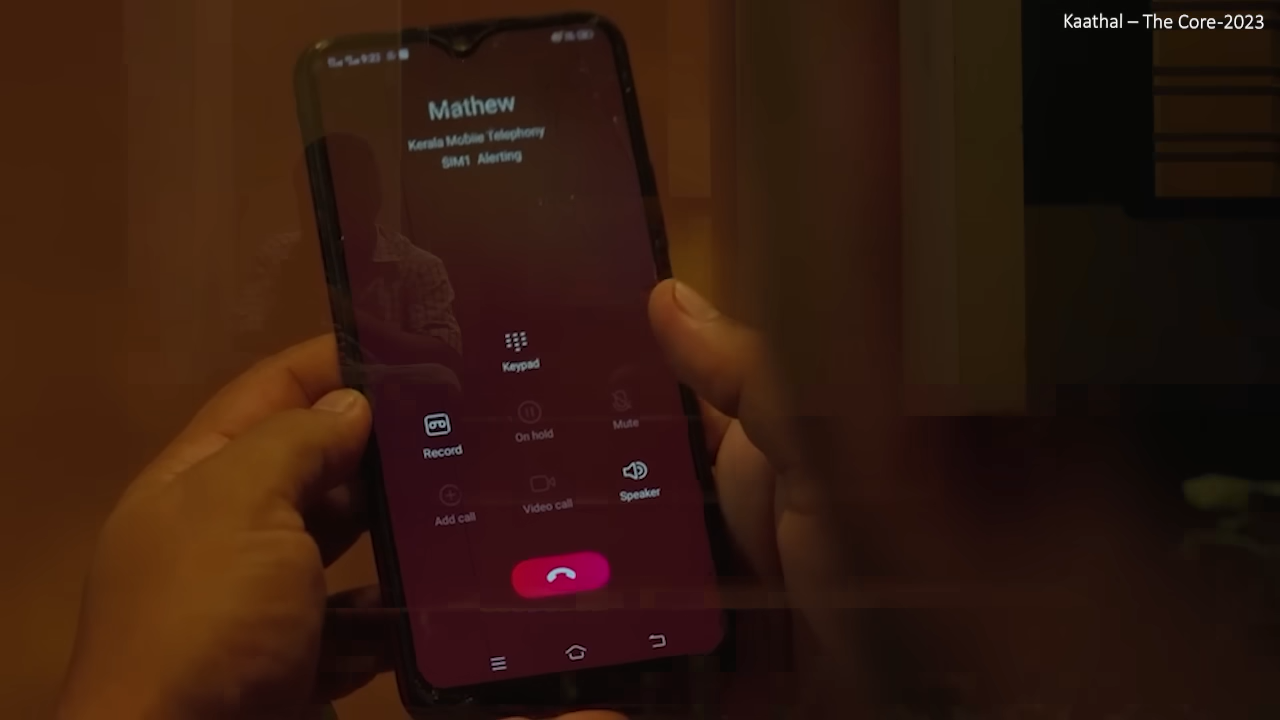 Kaathal – The Core-2023
Mathew
Kerala Mobile Telephony
SIM1 Alerting
Keypad
Record
On hold
Mute
Add call
Video call
Speaker